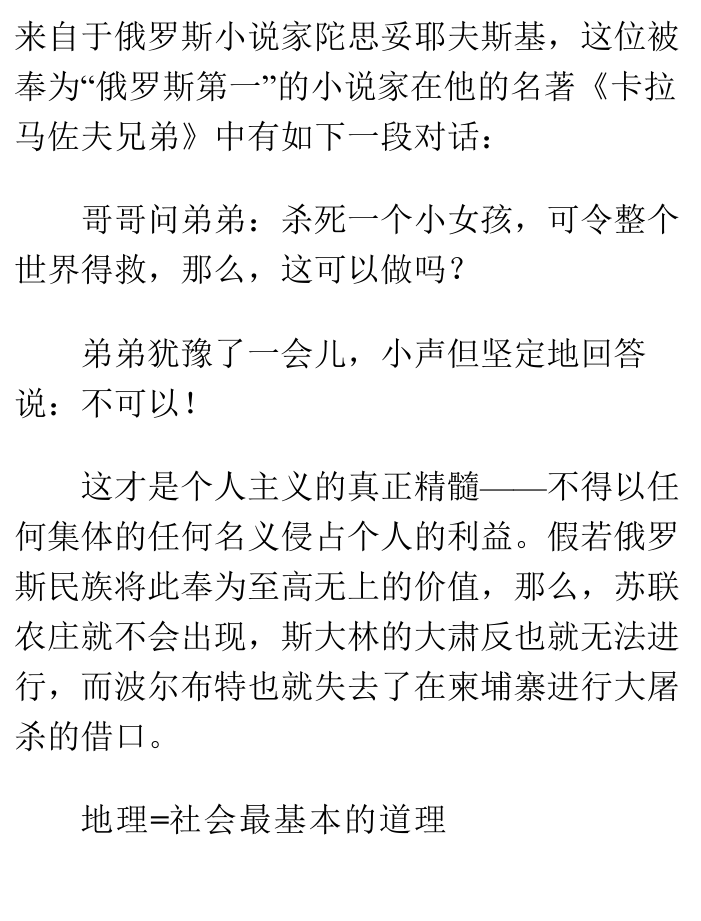 来自于俄罗斯小说家陀思妥耶夫斯基，这位被
奉为“俄罗斯第一”的小说家在他的名著《卡拉
马佐夫兄弟》中有如下一段对话：
哥哥问弟弟：杀死一个小女孩，可令整个
世界得救，那么，这可以做吗？
弟弟犹豫了一会儿，小声但坚定地回答
说：不可以！
这才是个人主义的真正精髓——不得以任
何集体的任何名义侵占个人的利益。假若俄罗
斯民族将此奉为至高无上的价值，那么，苏联
农庄就不会出现，斯大林的大肃反也就无法进
行，而波尔布特也就失去了在柬埔寨进行大屠
杀的借口。
地理=社会最基本的道理